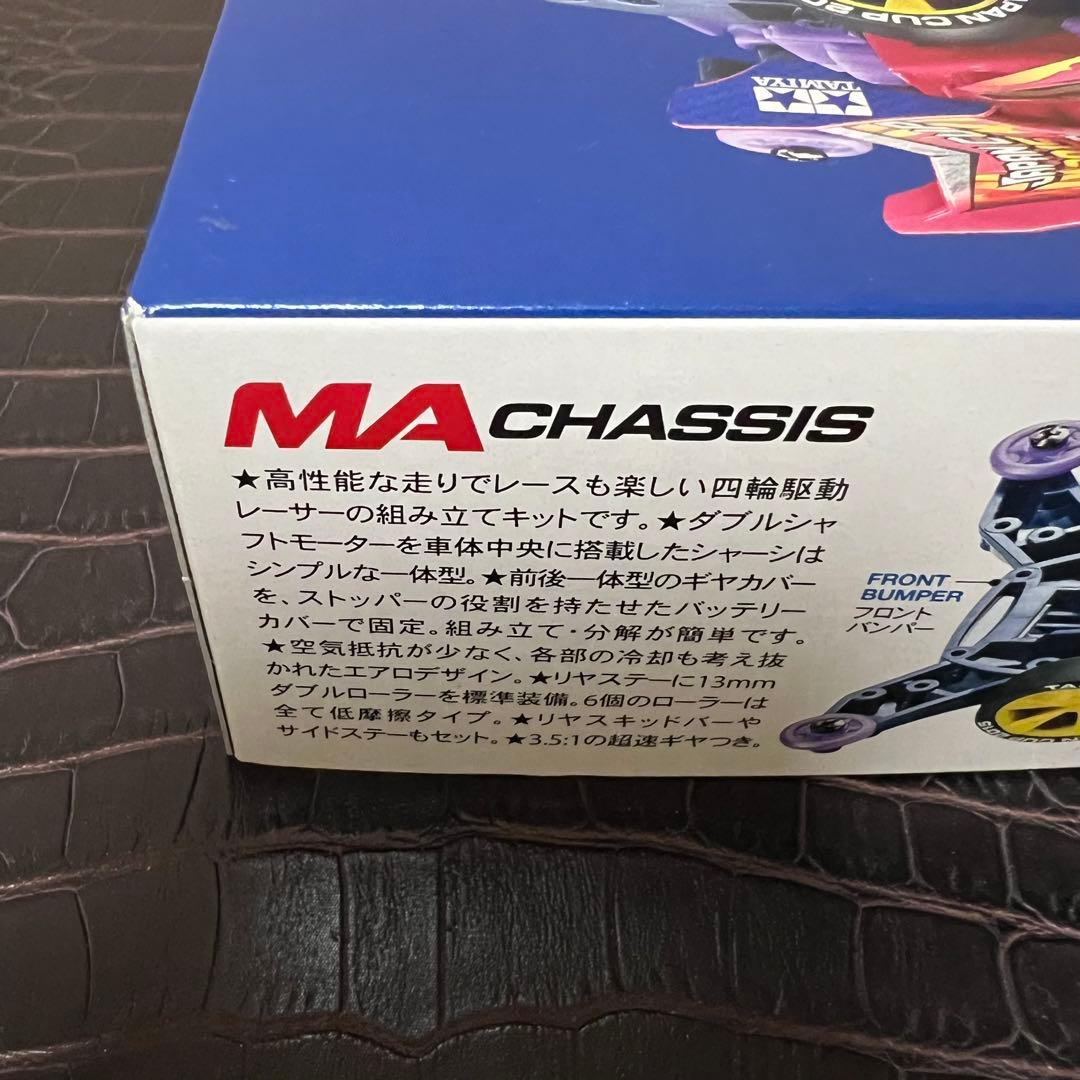 JAPAN CUP 20
TAMIYA
JAPAN CUP
MA CHASSIS
★高性能な走りでレースも楽しい四輪駆動
レーサーの組み立てキットです。★ダブルシャ
フトモーターを車体中央に搭載したシャーシは
シンプルな一体型。★前後一体型のギヤカバー
を、ストッパーの役割を持たせたバッテリー
カバーで固定。組み立て・分解が簡単です。
★空気抵抗が少なく、各部の冷却も考え抜
かれたエアロデザイン。★リヤステーに13mm
ダブルローラーを標準装備。6個のローラーは
全て低摩擦タイプ。★リヤスキッドバーや
サイドステーもセット。★3.5:1の超速ギヤつき。
FRONT
BUMPER
フロント
バンパー